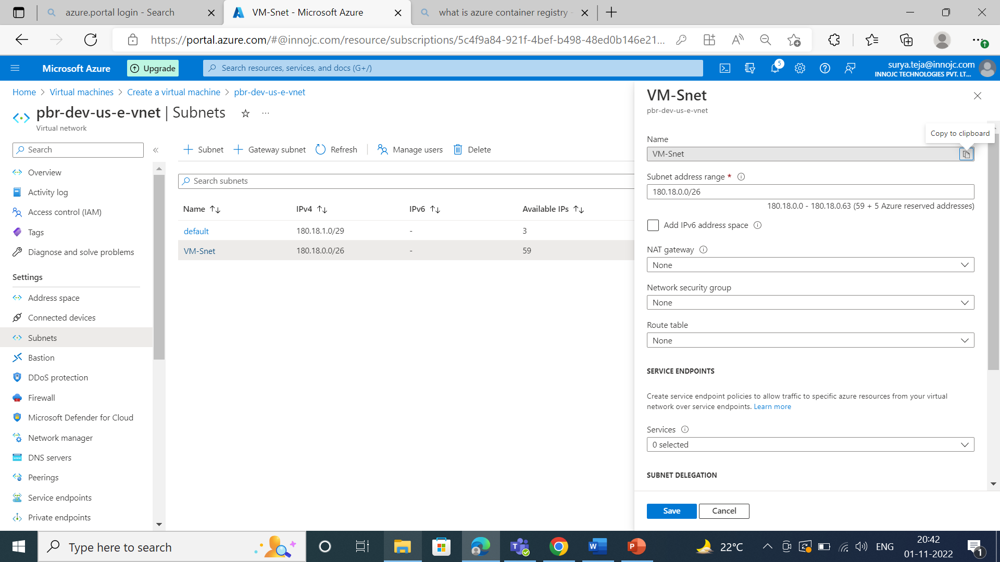 azure.portal login - Search
VM-Snet - Microsoft Azure
what is azure container registry -
https://portal.azure.com/#@innojc.com/resource/subscriptions/5c4f9a84-921f-4bef-b498-48ed0b146e21...
Microsoft Azure
Upgrade
Search resources, services, and docs (G+/)
5
surya.teja@innojc.com
INNOJC TECHNOLOGIES PVT. LT...
Home > Virtual machines > Create a virtual machine > pbr-dev-us-e-vnet
pbr-dev-us-e-vnet | Subnets
Virtual network
Search
Overview
Activity log
Access control (IAM)
Tags
Diagnose and solve problems
Settings
Address space
Connected devices
Subnets
Bastion
DDoS protection
Firewall
Microsoft Defender for Cloud
Network manager
DNS servers
Peerings
Service endpoints
Private endpoints
Subnet Gateway subnet Refresh Manage users Delete
Search subnets
Name IPv4 IPv6 Available IPs
default 180.18.1.0/29 - 3
VM-Snet 180.18.0.0/26 - 59
VM-Snet
pbr-dev-us-e-vnet
Copy to clipboard
Name
VM-Snet
Subnet address range *
180.18.0.0/26
180.18.0.0 - 180.18.0.63 (59 + 5 Azure reserved addresses)
Add IPv6 address space
NAT gateway
None
Network security group
None
Route table
None
SERVICE ENDPOINTS
Create service endpoint policies to allow traffic to specific azure resources from your virtual
network over service endpoints. Learn more
Services
0 selected
SUBNET DELEGATION
Save Cancel
Type here to search
22°C
ENG
20:42
01-11-2022
1